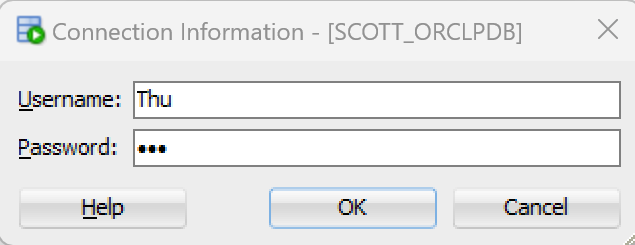 Connection Information - [SCOTT_ORCLPDB]
Username: Thu
Password: •••
Help OK Cancel